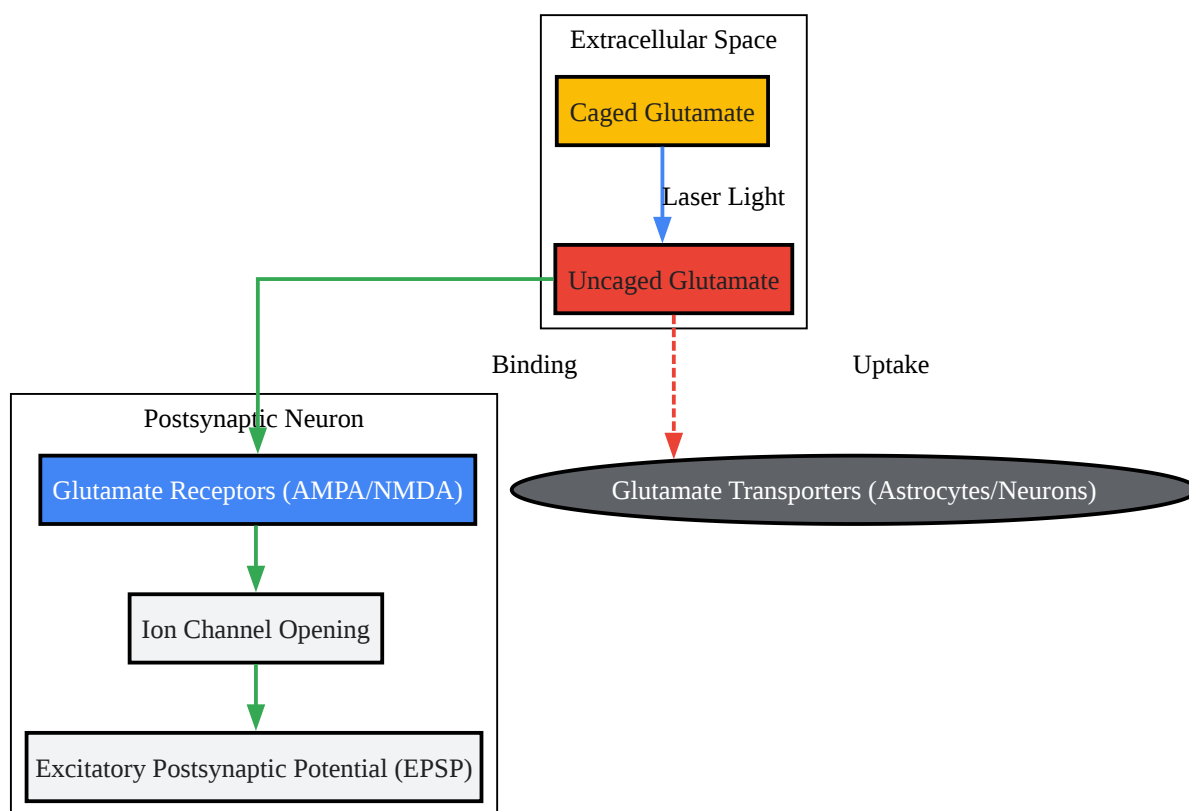 Extracellular Space
Caged Glutamate
Laser Light
Uncaged Glutamate
Binding
Uptake
Postsynaptic Neuron
Glutamate Receptors (AMPA/NMDA)
Glutamate Transporters (Astrocytes/Neurons)
Ion Channel Opening
Excitatory Postsynaptic Potential (EPSP)